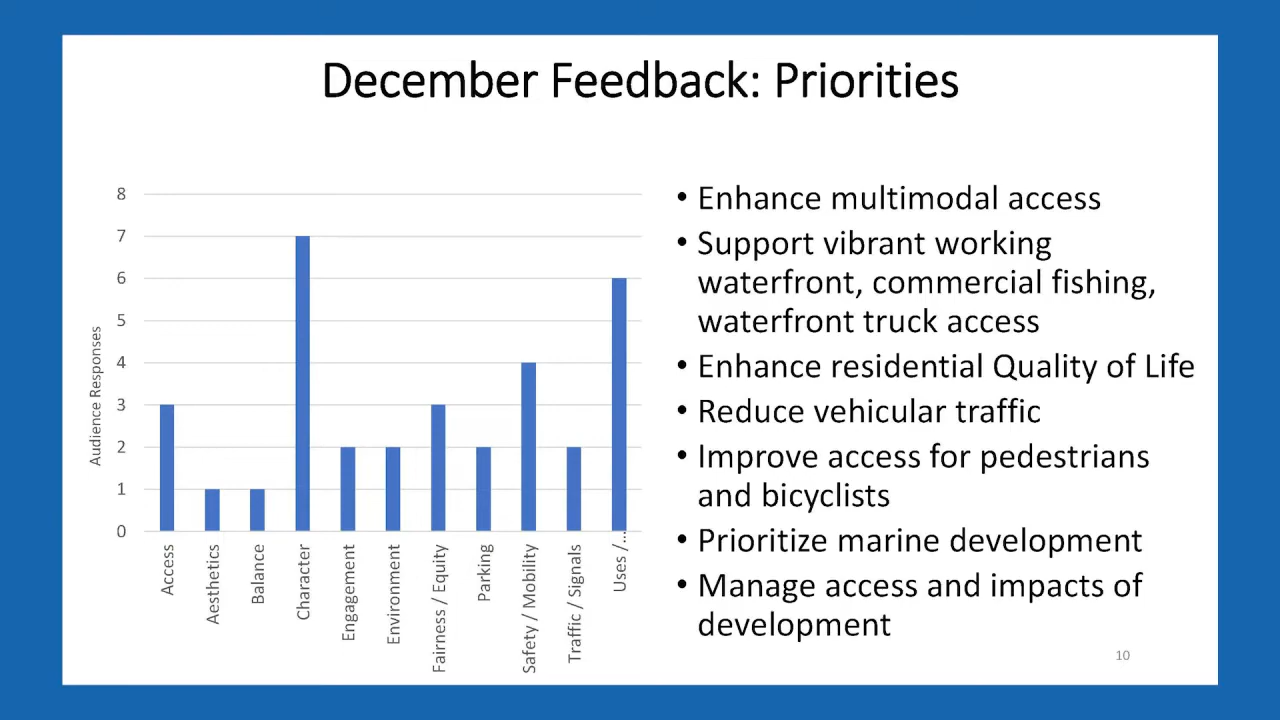 December Feedback: Priorities
8
7
6
5
4
3
2
1
0
Audience Responses
Access
Aesthetics
Balance
Character
Engagement
Environment
Fairness / Equity
Parking
Safety / Mobility
Traffic / Signals
Uses /...
• Enhance multimodal access
• Support vibrant working
waterfront, commercial fishing,
waterfront truck access
• Enhance residential Quality of Life
• Reduce vehicular traffic
• Improve access for pedestrians
and bicyclists
• Prioritize marine development
• Manage access and impacts of
development
10